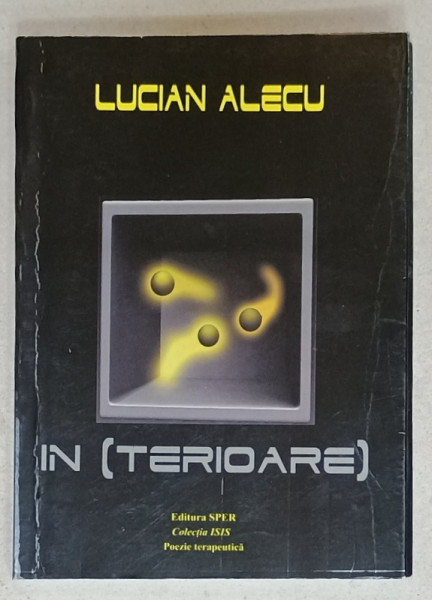 LUCIAN ALECU
IN (TERIOARE)
Editura SPER
Colecția ISIS
Poezie terapeutică